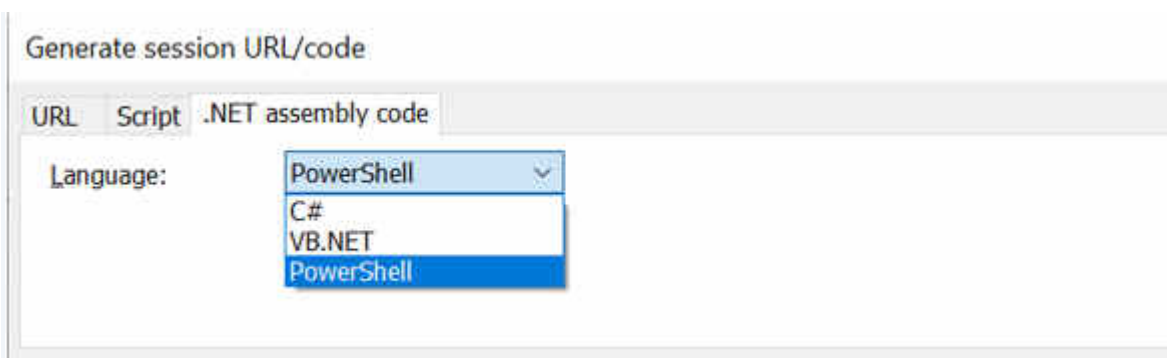 Generate session URL/code
URL Script .NET assembly code
Language: PowerShell
C#
VB.NET
PowerShell